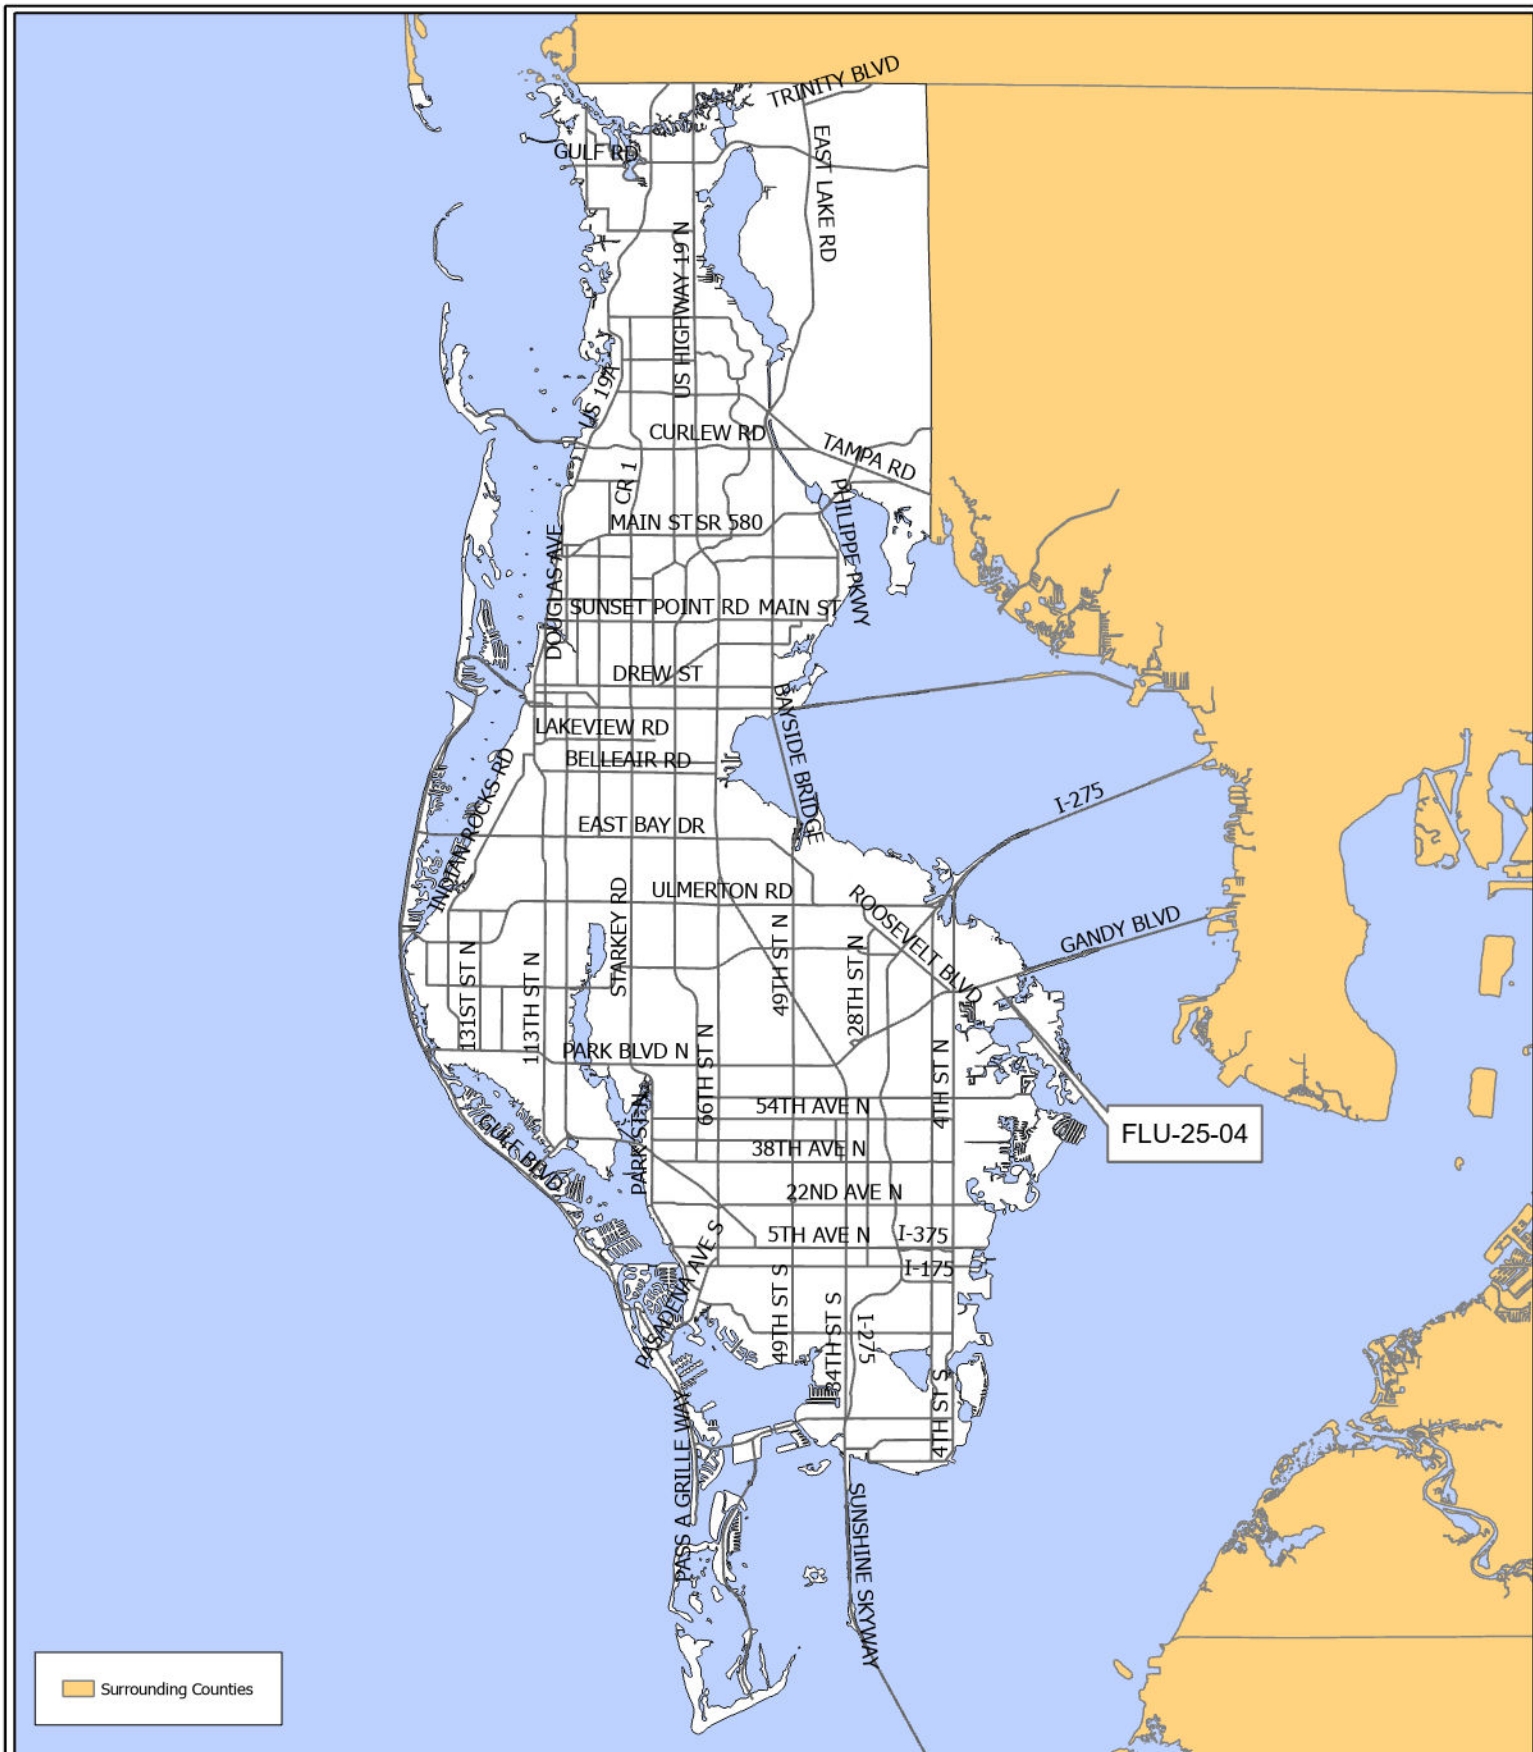 TRINITY BLVD
EAST LAKE RD
GULF RD
US HIGHWAY 19 N
US 19A
CURLEW RD
TAMPA RD
CR 1
PHILIPPE PKWY
MAIN ST SR 580
DOUGLAS AVE
SUNSET POINT RD
MAIN ST
DREW ST
BAYSIDE BRIDGE
LAKEVIEW RD
BELLEAIR RD
INDIAN ROCKS RD
I-275
EAST BAY DR
ULMERTON RD
STARKEY RD
ROOSEVELT BLVD
GANDY BLVD
49TH ST N
28TH ST N
131ST ST N
113TH ST N
PARK BLVD N
66TH ST N
4TH ST N
54TH AVE N
FLU-25-04
38TH AVE N
GULF BLVD
PARK ST N
22ND AVE N
5TH AVE N
I-375
I-175
PASADENA AVE S
49TH ST S
34TH ST S
I-275
4TH ST S
PASS A GRILLE WAY
SUNSHINE SKYWAY
Surrounding Counties